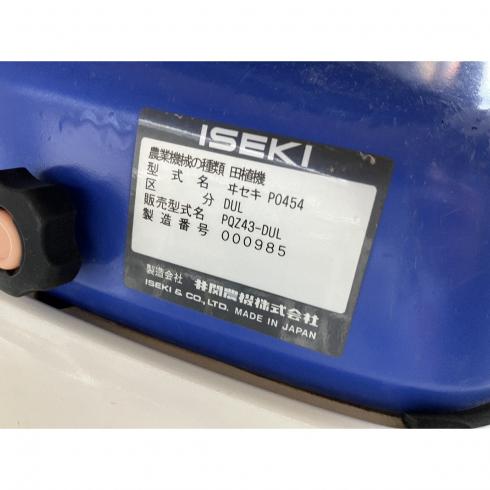 ISEKI
農業機械の種類 田植機
型式名 ヰセキ PO454
区分 DUL
販売型式名 PQZ43-DUL
製造番号 000985
製造会社 井関農機株式会社
ISEKI & CO., LTD. MADE IN JAPAN